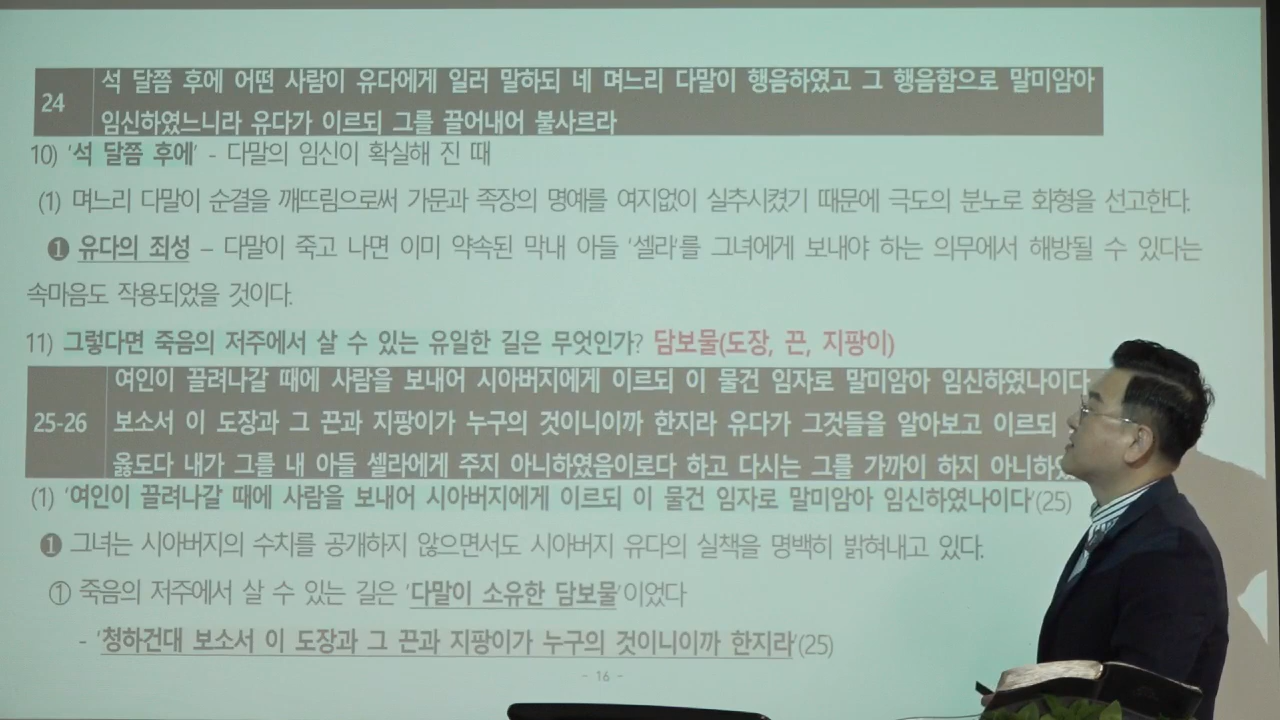 24
석 달쯤 후에 어떤 사람이 유다에게 일러 말하되 네 며느리 다말이 행음하였고 그 행음함으로 말미암아
임신하였느니라 유다가 이르되 그를 끌어내어 불사르라
10) '석 달쯤 후에' - 다말의 임신이 확실해 진 때
(1) 며느리 다말이 순결을 깨뜨림으로써 가문과 족장의 명예를 여지없이 실추시켰기 때문에 극도의 분노로 화형을 선고한다.
❶ 유다의 죄성 – 다말이 죽고 나면 이미 약속된 막내 아들 '셀라'를 그녀에게 보내야 하는 의무에서 해방될 수 있다는
속마음도 작용되었을 것이다.
11) 그렇다면 죽음의 저주에서 살 수 있는 유일한 길은 무엇인가? 담보물(도장, 끈, 지팡이)
25-26
여인이 끌려나갈 때에 사람을 보내어 시아버지에게 이르되 이 물건 임자로 말미암아 임신하였나이다
보소서 이 도장과 그 끈과 지팡이가 누구의 것이니이까 한지라 유다가 그것들을 알아보고 이르되
옳도다 내가 그를 내 아들 셀라에게 주지 아니하였음이로다 하고 다시는 그를 가까이 하지 아니하였
(1) '여인이 끌려나갈 때에 사람을 보내어 시아버지에게 이르되 이 물건 임자로 말미암아 임신하였나이다'(25)
❶ 그녀는 시아버지의 수치를 공개하지 않으면서도 시아버지 유다의 실책을 명백히 밝혀내고 있다.
① 죽음의 저주에서 살 수 있는 길은 '다말이 소유한 담보물'이었다
- '청하건대 보소서 이 도장과 그 끈과 지팡이가 누구의 것이니이까 한지라'(25)
- 16 -